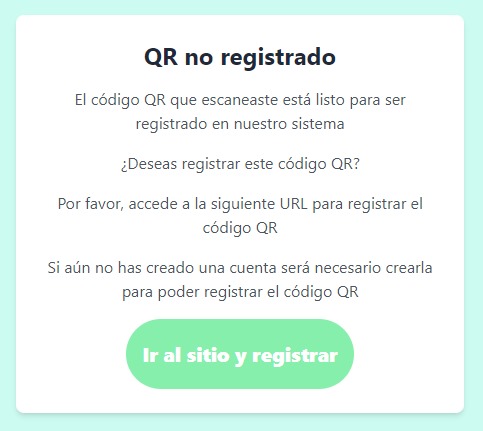 QR no registrado
El código QR que escaneaste está listo para ser
registrado en nuestro sistema
¿Deseas registrar este código QR?
Por favor, accede a la siguiente URL para registrar el
código QR
Si aún no has creado una cuenta será necesario crearla
para poder registrar el código QR
Ir al sitio y registrar